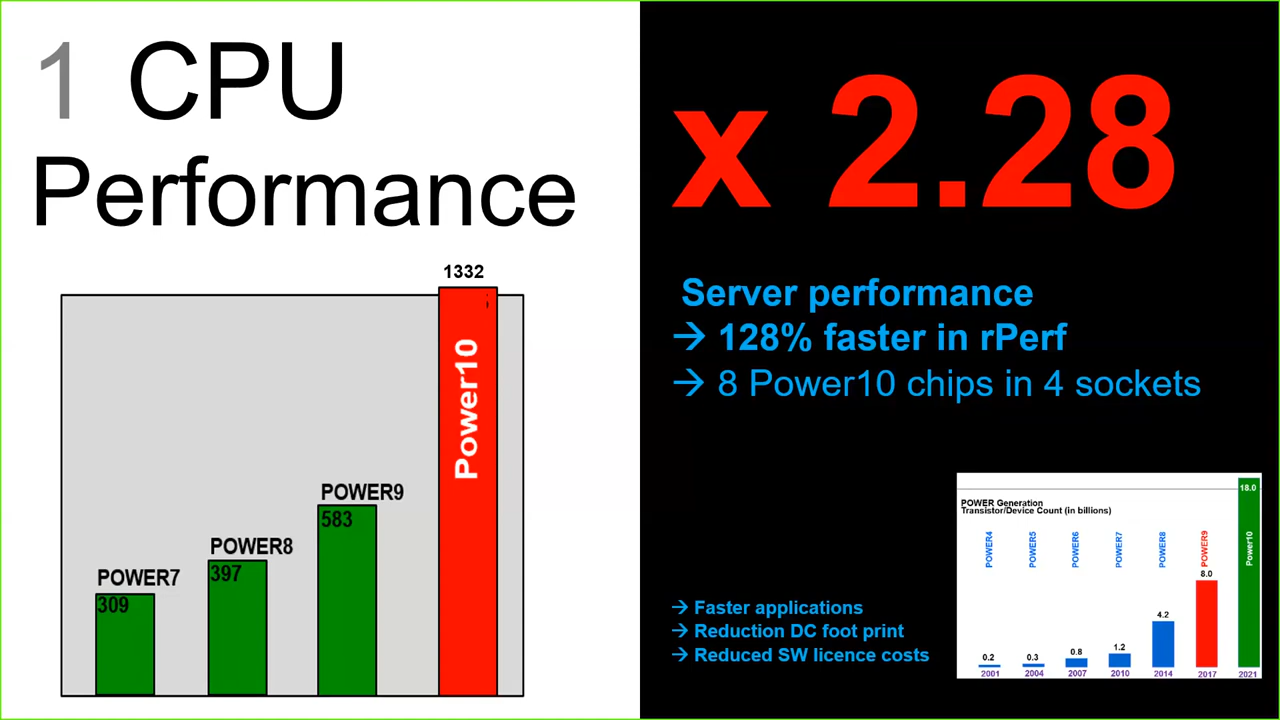 1 CPU
Performance
1332
Power10
POWER9
583
POWER8
397
POWER7
309
x 2.28
Server performance
→ 128% faster in rPerf
→ 8 Power10 chips in 4 sockets
→ Faster applications
→ Reduction DC foot print
→ Reduced SW licence costs
POWER Generation
Transistor/Device Count (in billions)
POWER4
POWER5
POWER6
POWER7
POWER8
POWER9
Power10
0.2
0.3
0.8
1.2
4.2
8.0
18.0
2001
2004
2007
2010
2014
2017
2021